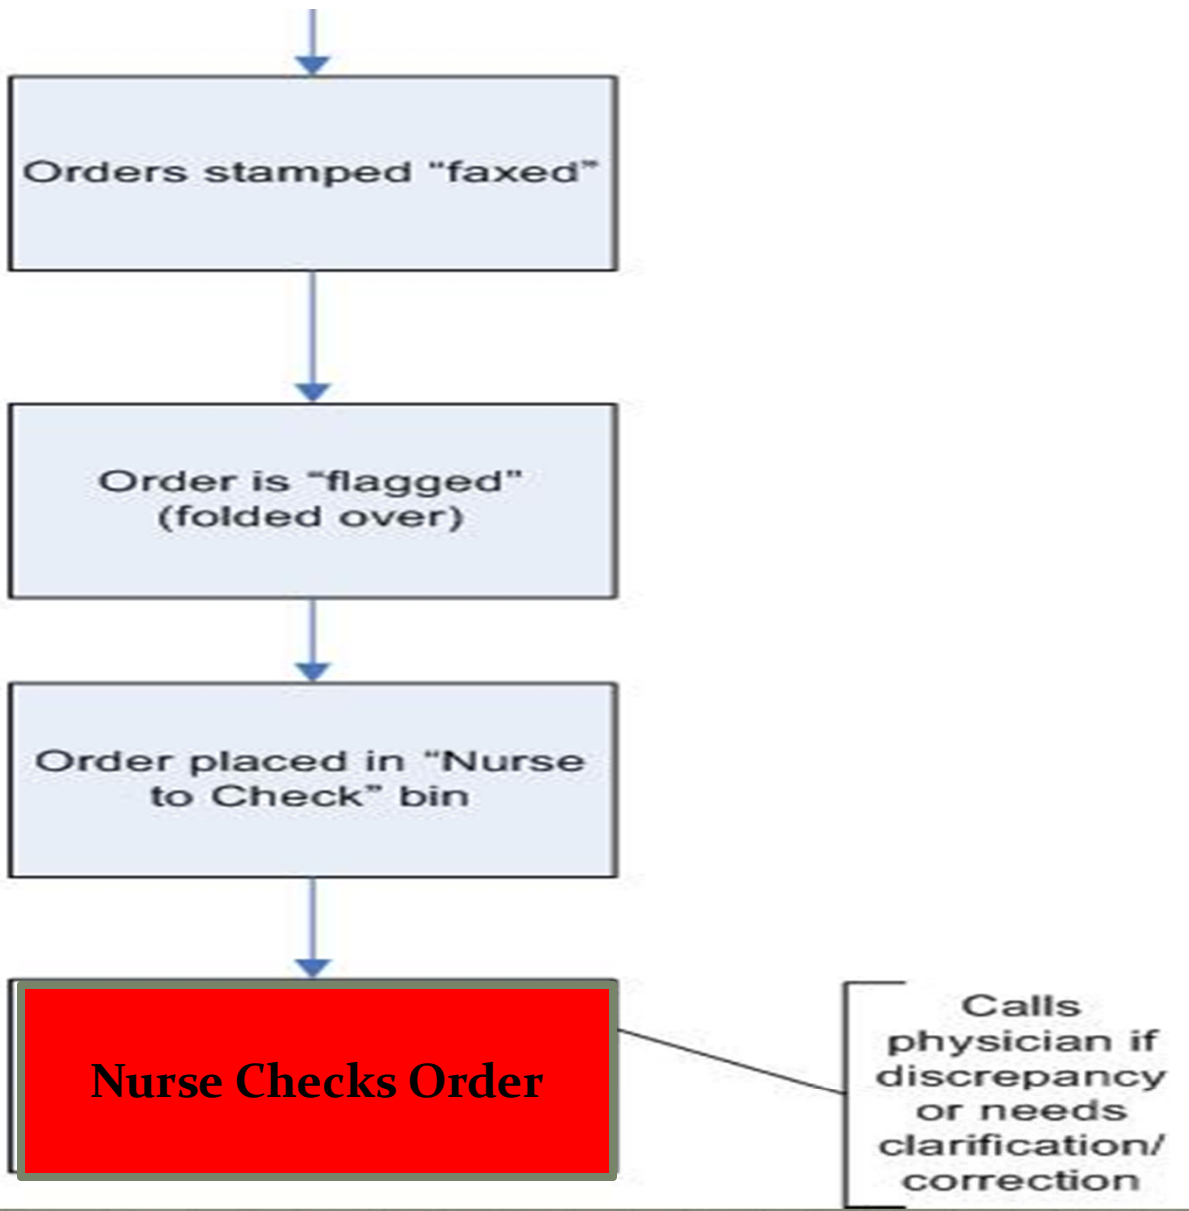 Orders stamped “faxed”
Order is “flagged”
(folded over)
Order placed in “Nurse
to Check” bin
Nurse Checks Order
Calls
physician if
discrepancy
or needs
clarification/
correction